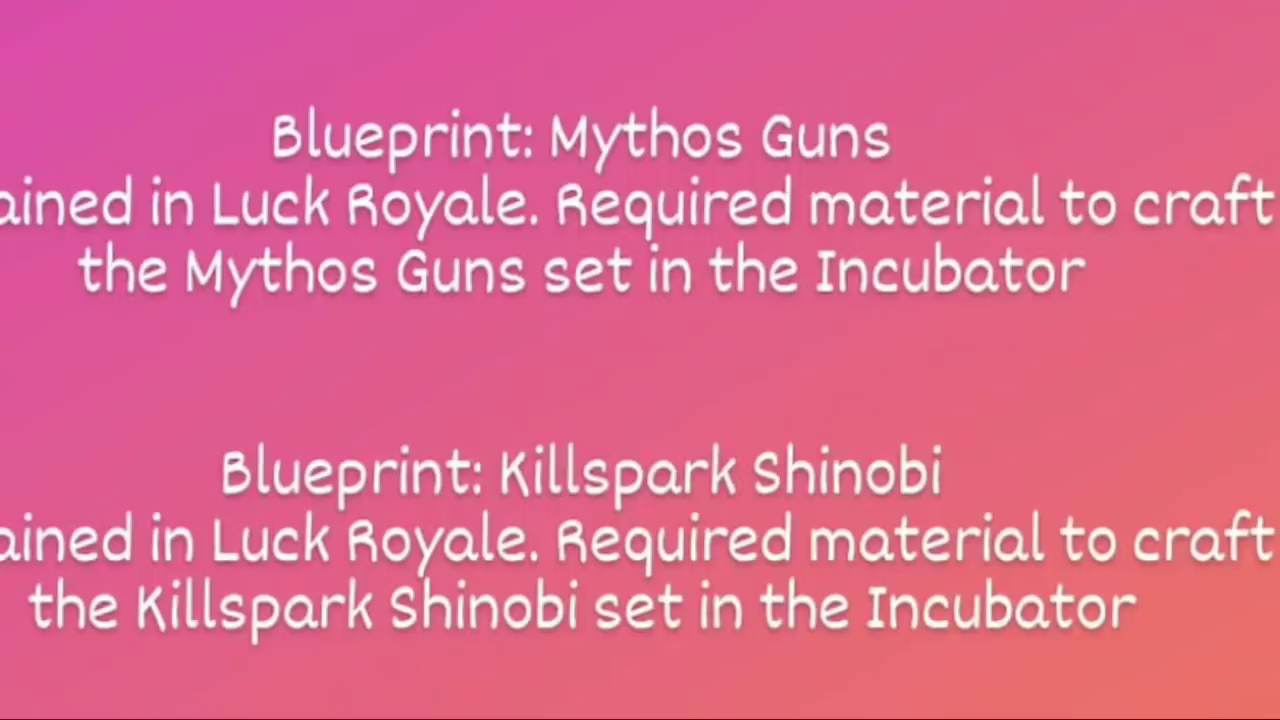 Blueprint: Mythos Guns
ained in Luck Royale. Required material to craft
the Mythos Guns set in the Incubator
Blueprint: Killspark Shinobi
ained in Luck Royale. Required material to craft
the Killspark Shinobi set in the Incubator